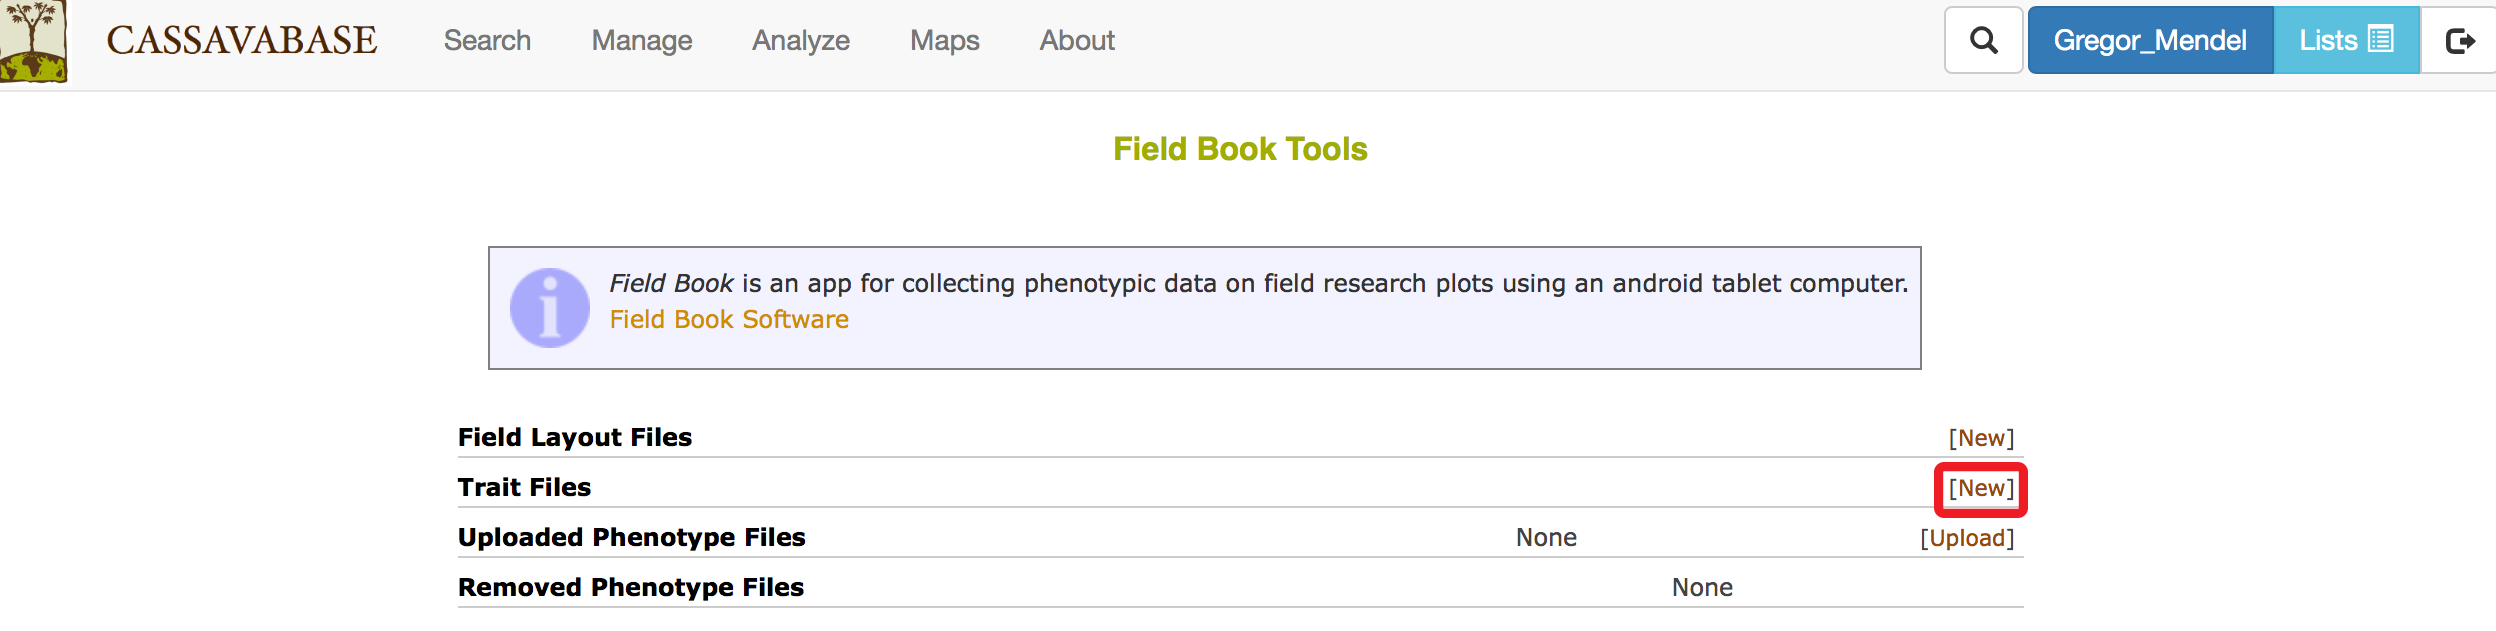 CASSAVABASE Search Manage Analyze Maps About Gregor_Mendel Lists
Field Book Tools
Field Book is an app for collecting phenotypic data on field research plots using an android tablet computer.
Field Book Software
Field Layout Files [New]
Trait Files [New]
Uploaded Phenotype Files None [Upload]
Removed Phenotype Files None